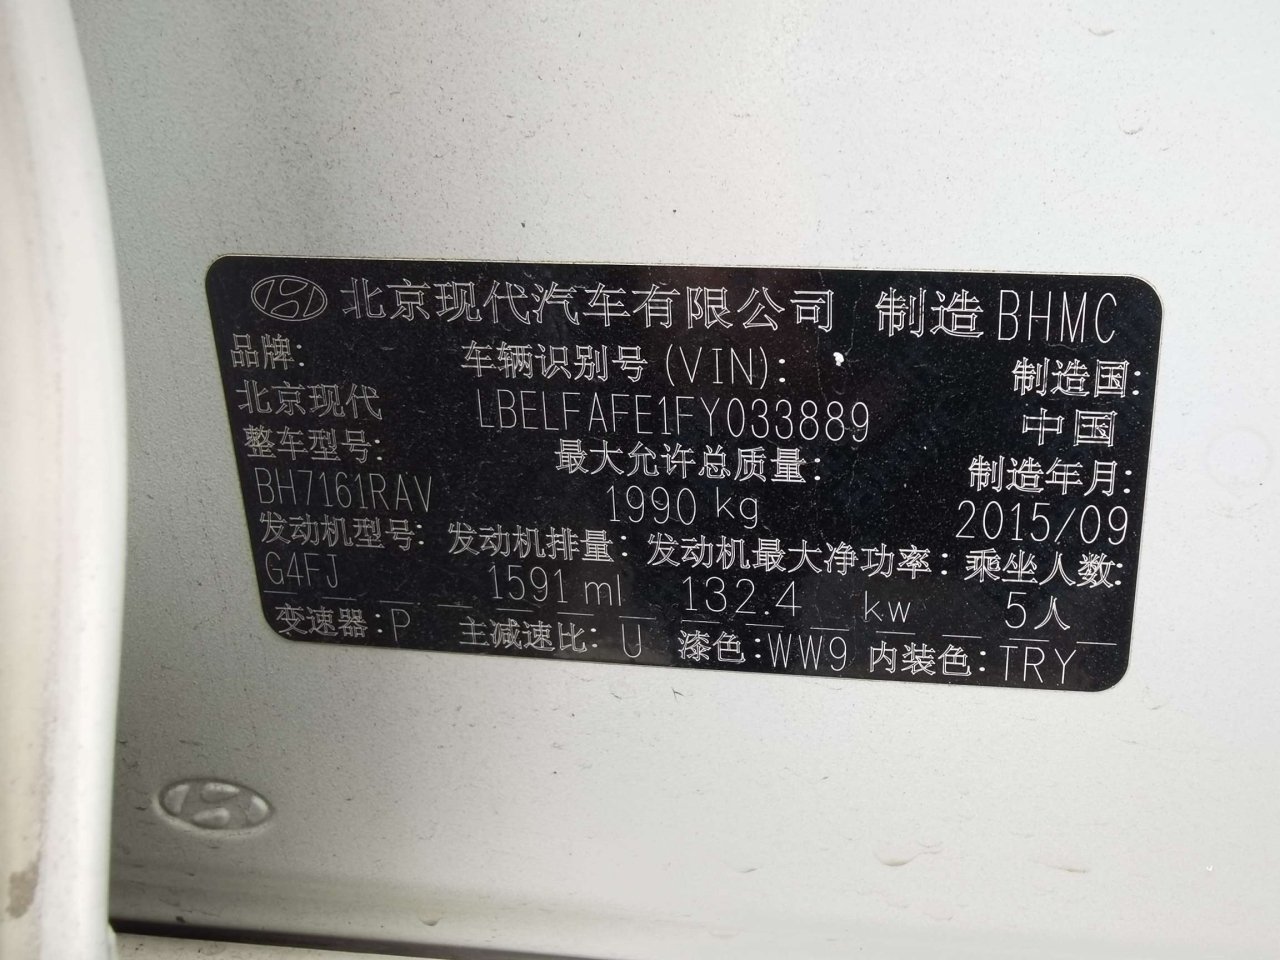 北京现代汽车有限公司 制造 BHMC
品牌: 车辆识别号(VIN): 制造国:
北京现代 LBELFAFE1FY033889 中国
整车型号: 最大允许总质量: 制造年月:
BH7161RAV 1990 kg 2015/09
发动机型号: 发动机排量: 发动机最大净功率: 乘坐人数:
G4FJ 1591 ml 132.4 kw 5人
变速器:P 主减速比: U 漆色:WW9 内装色:TRY